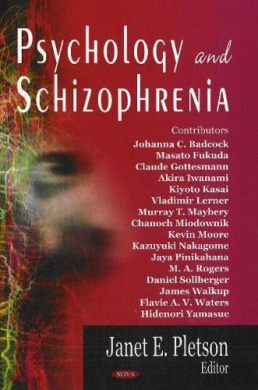 Psychology and
Schizophrenia
Contributors
Johanna C. Badcock
Masato Fukuda
Claude Gottesmann
Akira Iwanami
Kiyoto Kasai
Vladimir Lerner
Murray T. Maybery
Chanoch Miodownik
Kevin Moore
Kazuyuki Nakagome
Jaya Pinikahana
M. A. Rogers
Daniel Sollberger
James Walkup
Flavie A. V. Waters
Hidenori Yamasue
Janet E. Pletson
Editor
NOVA